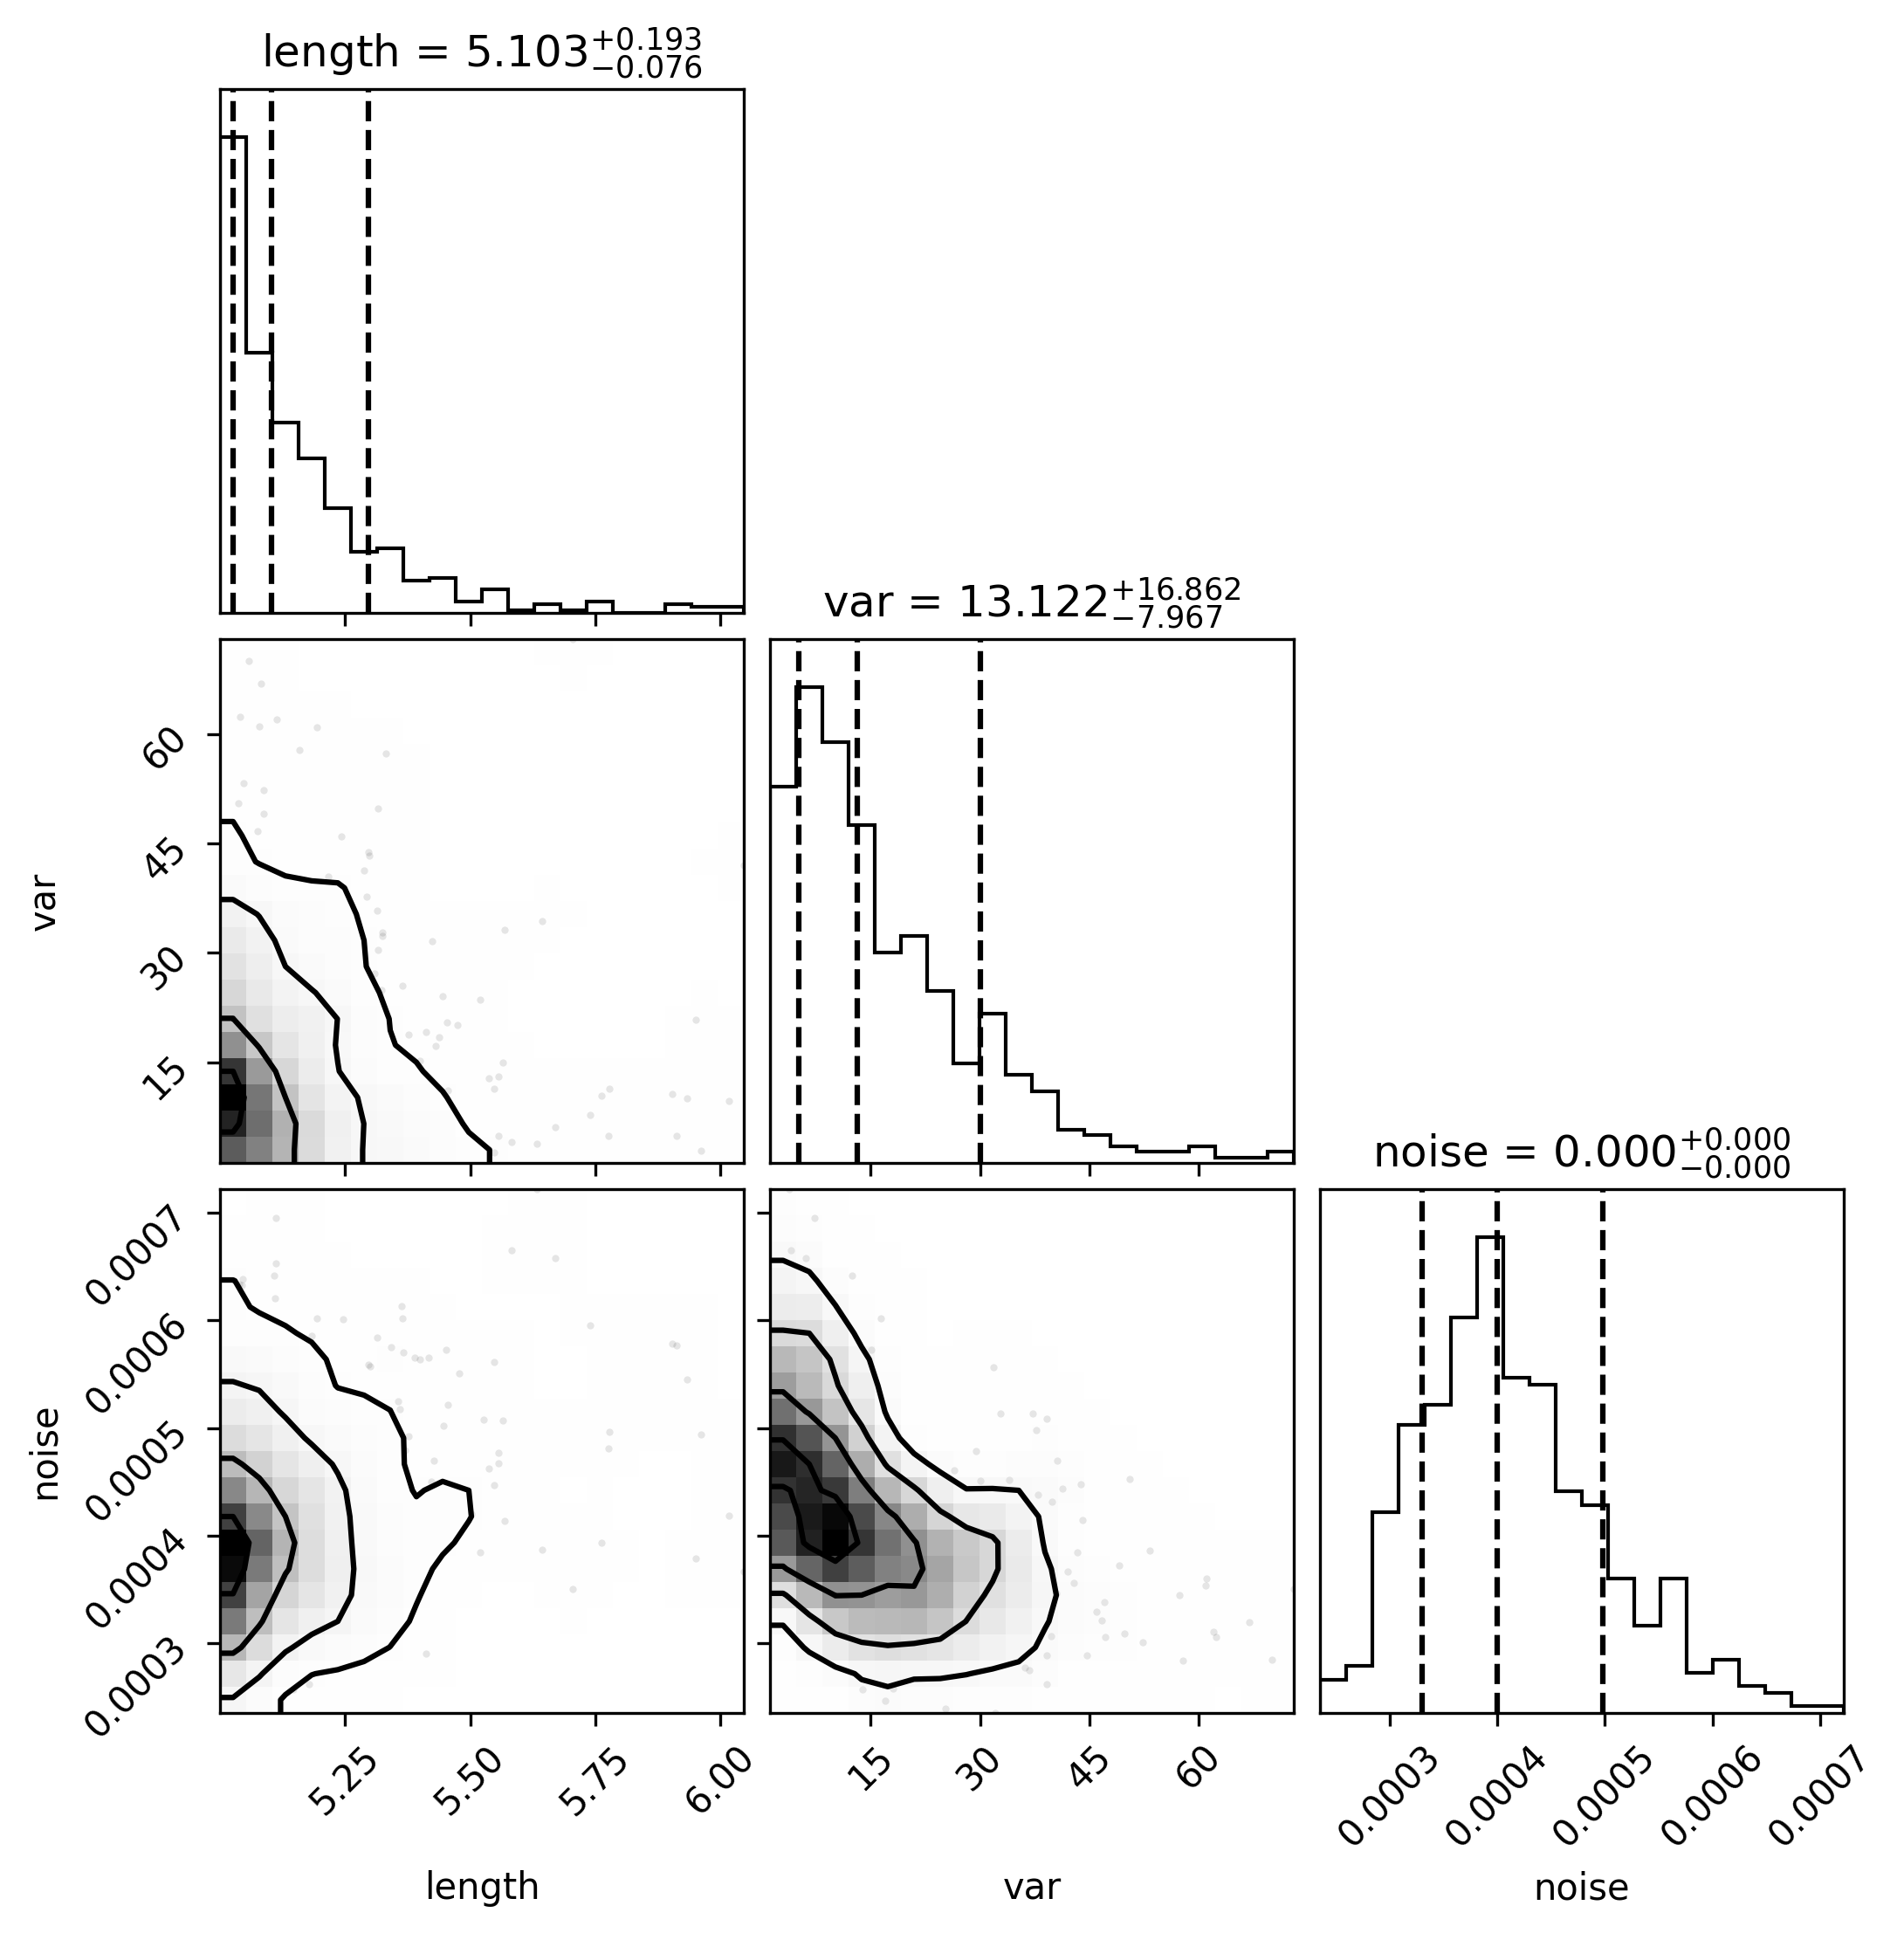 length = 5.103+0.193−0.076
var = 13.122+16.862−7.967
60
45
30
15
var
noise = 0.000+0.000−0.000
0.0007
0.0006
0.0005
0.0004
0.0003
noise
5.25 5.50 5.75 6.00
15 30 45 60
0.0003 0.0004 0.0005 0.0006 0.0007
length
var
noise